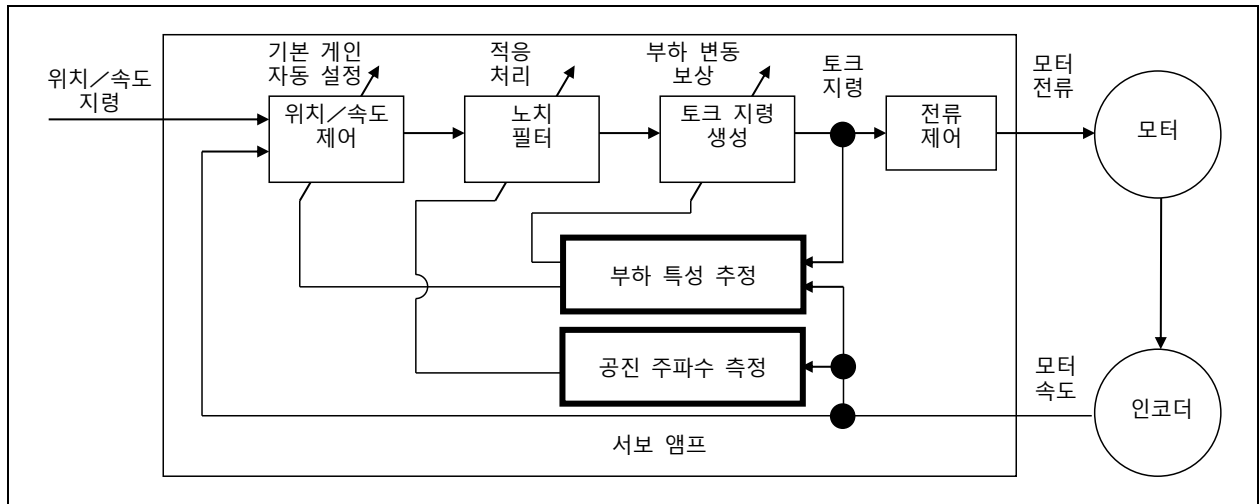 위치／속도
지령
기본 게인
자동 설정
적응
처리
부하 변동
보상
토크
지령
모터
전류
위치／속도
제어
노치
필터
토크 지령
생성
전류
제어
모터
부하 특성 추정
공진 주파수 측정
모터
속도
인코더
서보 앰프